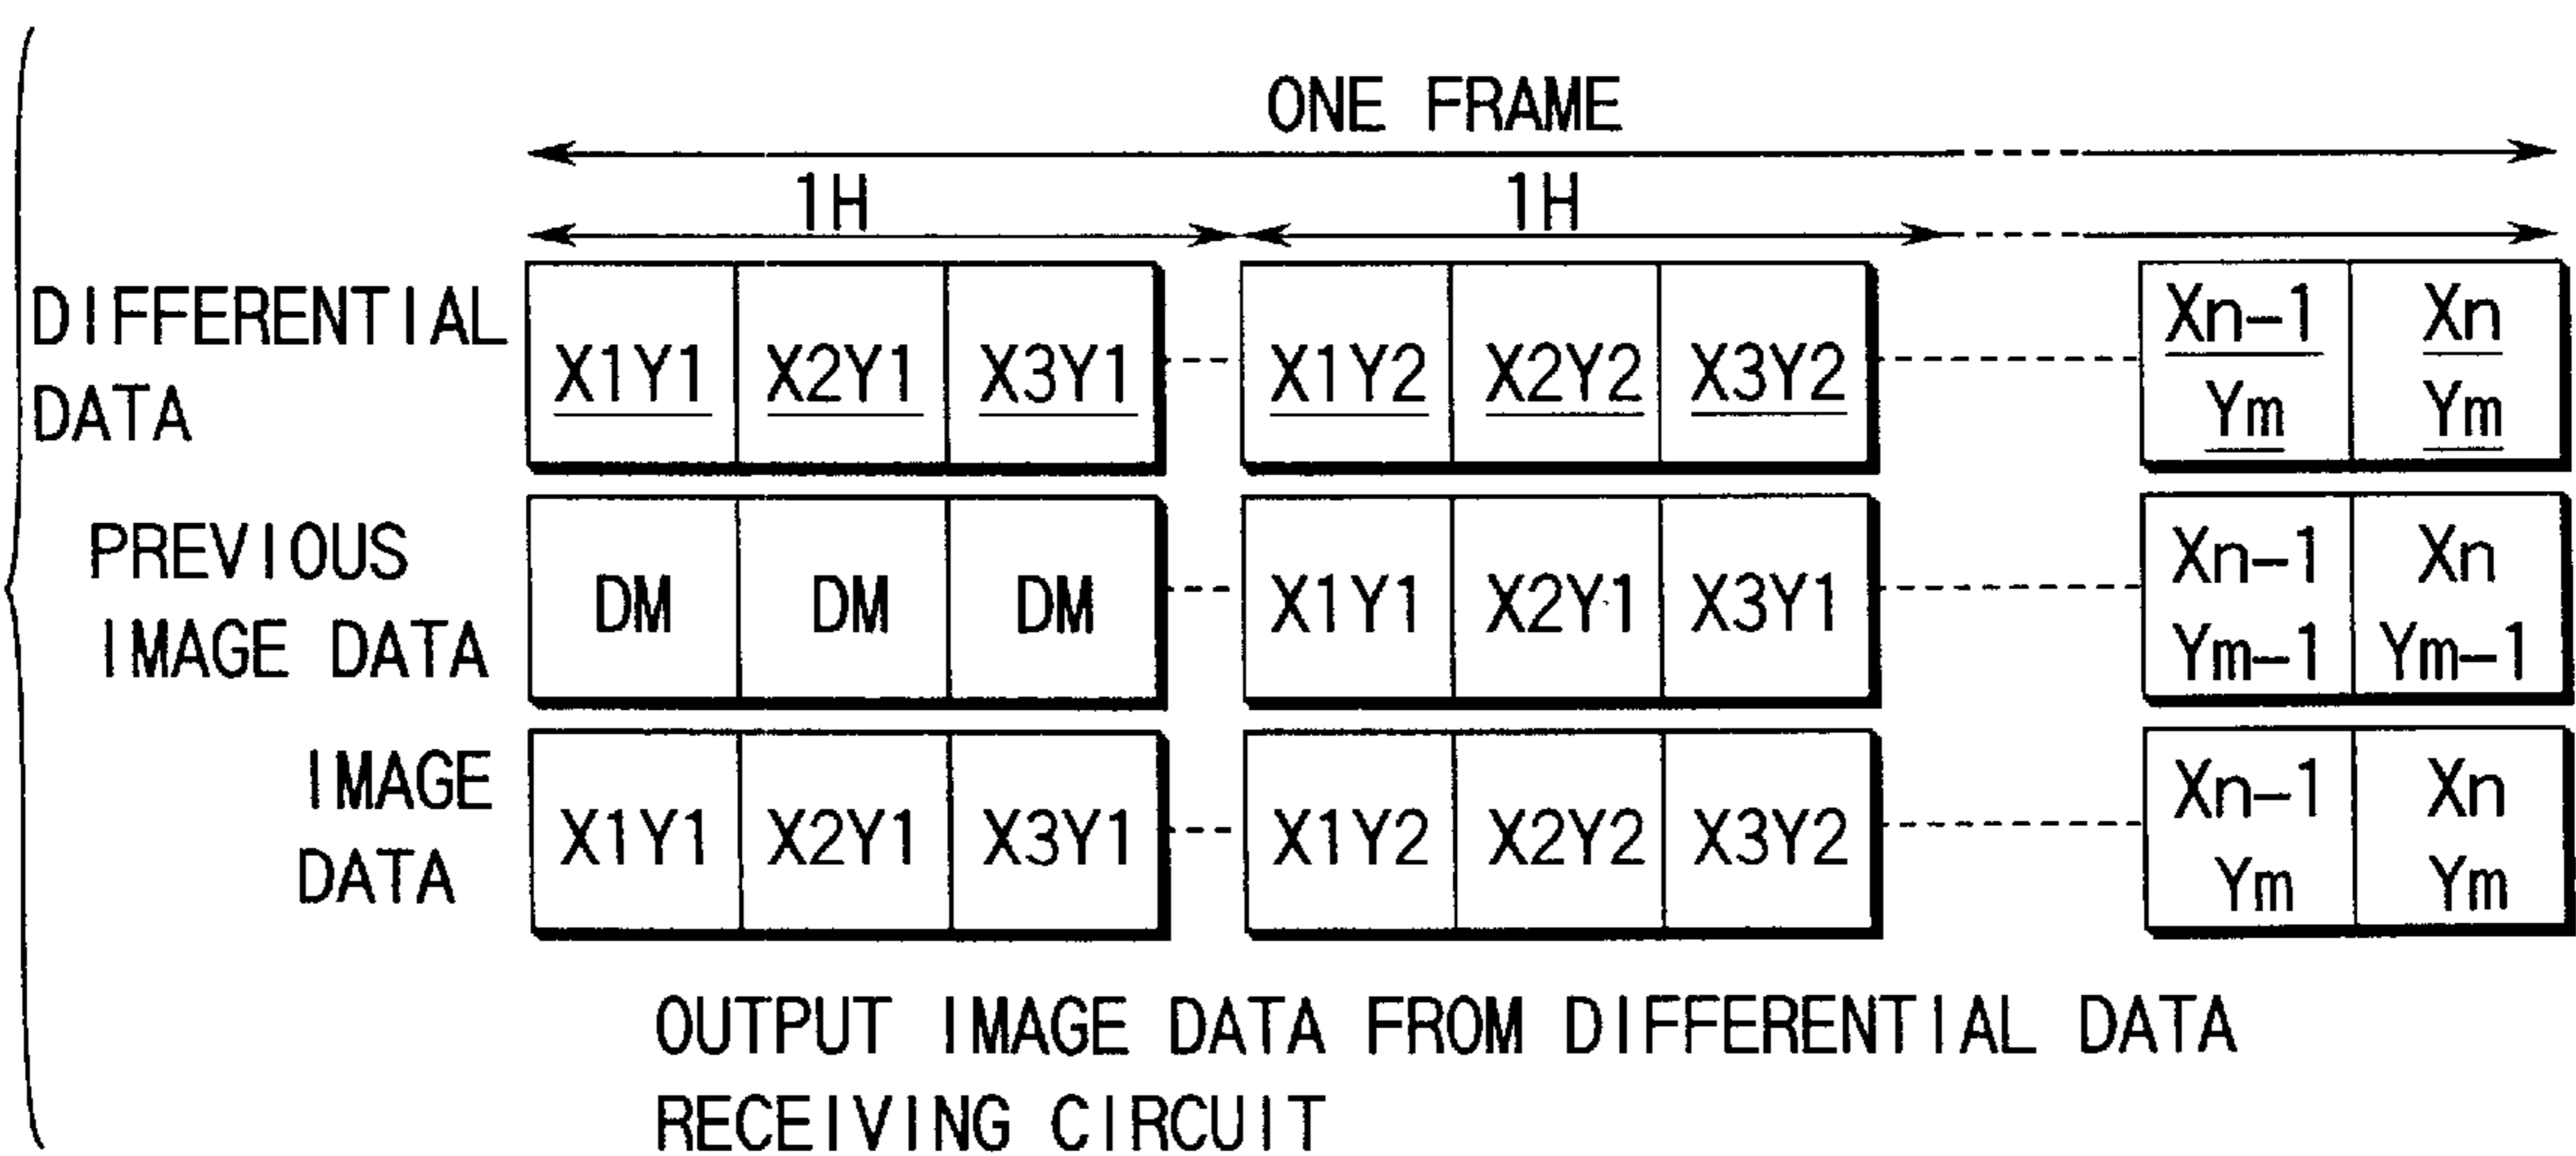 ONE FRAME
1H 1H
DIFFERENTIAL DATA X1Y1 X2Y1 X3Y1 X1Y2 X2Y2 X3Y2 Xn-1 Ym Xn Ym
PREVIOUS IMAGE DATA DM DM DM X1Y1 X2Y1 X3Y1 Xn-1 Ym-1 Xn Ym-1
IMAGE DATA X1Y1 X2Y1 X3Y1 X1Y2 X2Y2 X3Y2 Xn-1 Ym Xn Ym
OUTPUT IMAGE DATA FROM DIFFERENTIAL DATA
RECEIVING CIRCUIT